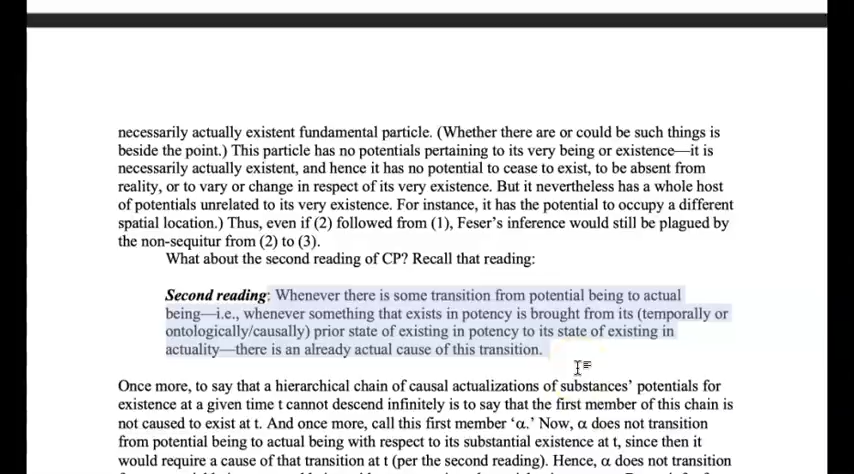 necessarily actually existent fundamental particle. (Whether there are or could be such things is
beside the point.) This particle has no potentials pertaining to its very being or existence—it is
necessarily actually existent, and hence it has no potential to cease to exist, to be absent from
reality, or to vary or change in respect of its very existence. But it nevertheless has a whole host
of potentials unrelated to its very existence. For instance, it has the potential to occupy a different
spatial location.) Thus, even if (2) followed from (1), Feser's inference would still be plagued by
the non-sequitur from (2) to (3).
What about the second reading of CP? Recall that reading:
Second reading: Whenever there is some transition from potential being to actual
being—i.e., whenever something that exists in potency is brought from its (temporally or
ontologically/causally) prior state of existing in potency to its state of existing in
actuality—there is an already actual cause of this transition.
Once more, to say that a hierarchical chain of causal actualizations of substances' potentials for
existence at a given time t cannot descend infinitely is to say that the first member of this chain is
not caused to exist at t. And once more, call this first member 'α.' Now, α does not transition
from potential being to actual being with respect to its substantial existence at t, since then it
would require a cause of that transition at t (per the second reading). Hence, α does not transition